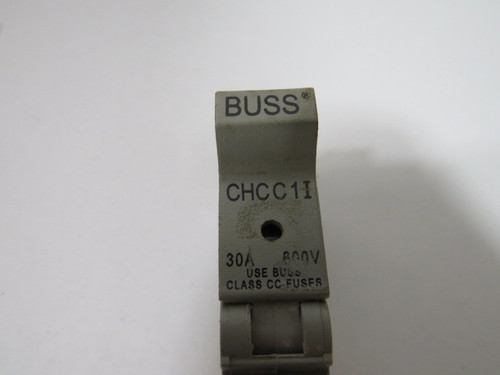 BUSS®
CHCC1I
30A 600V
USE BUSS
CLASS CC FUSES